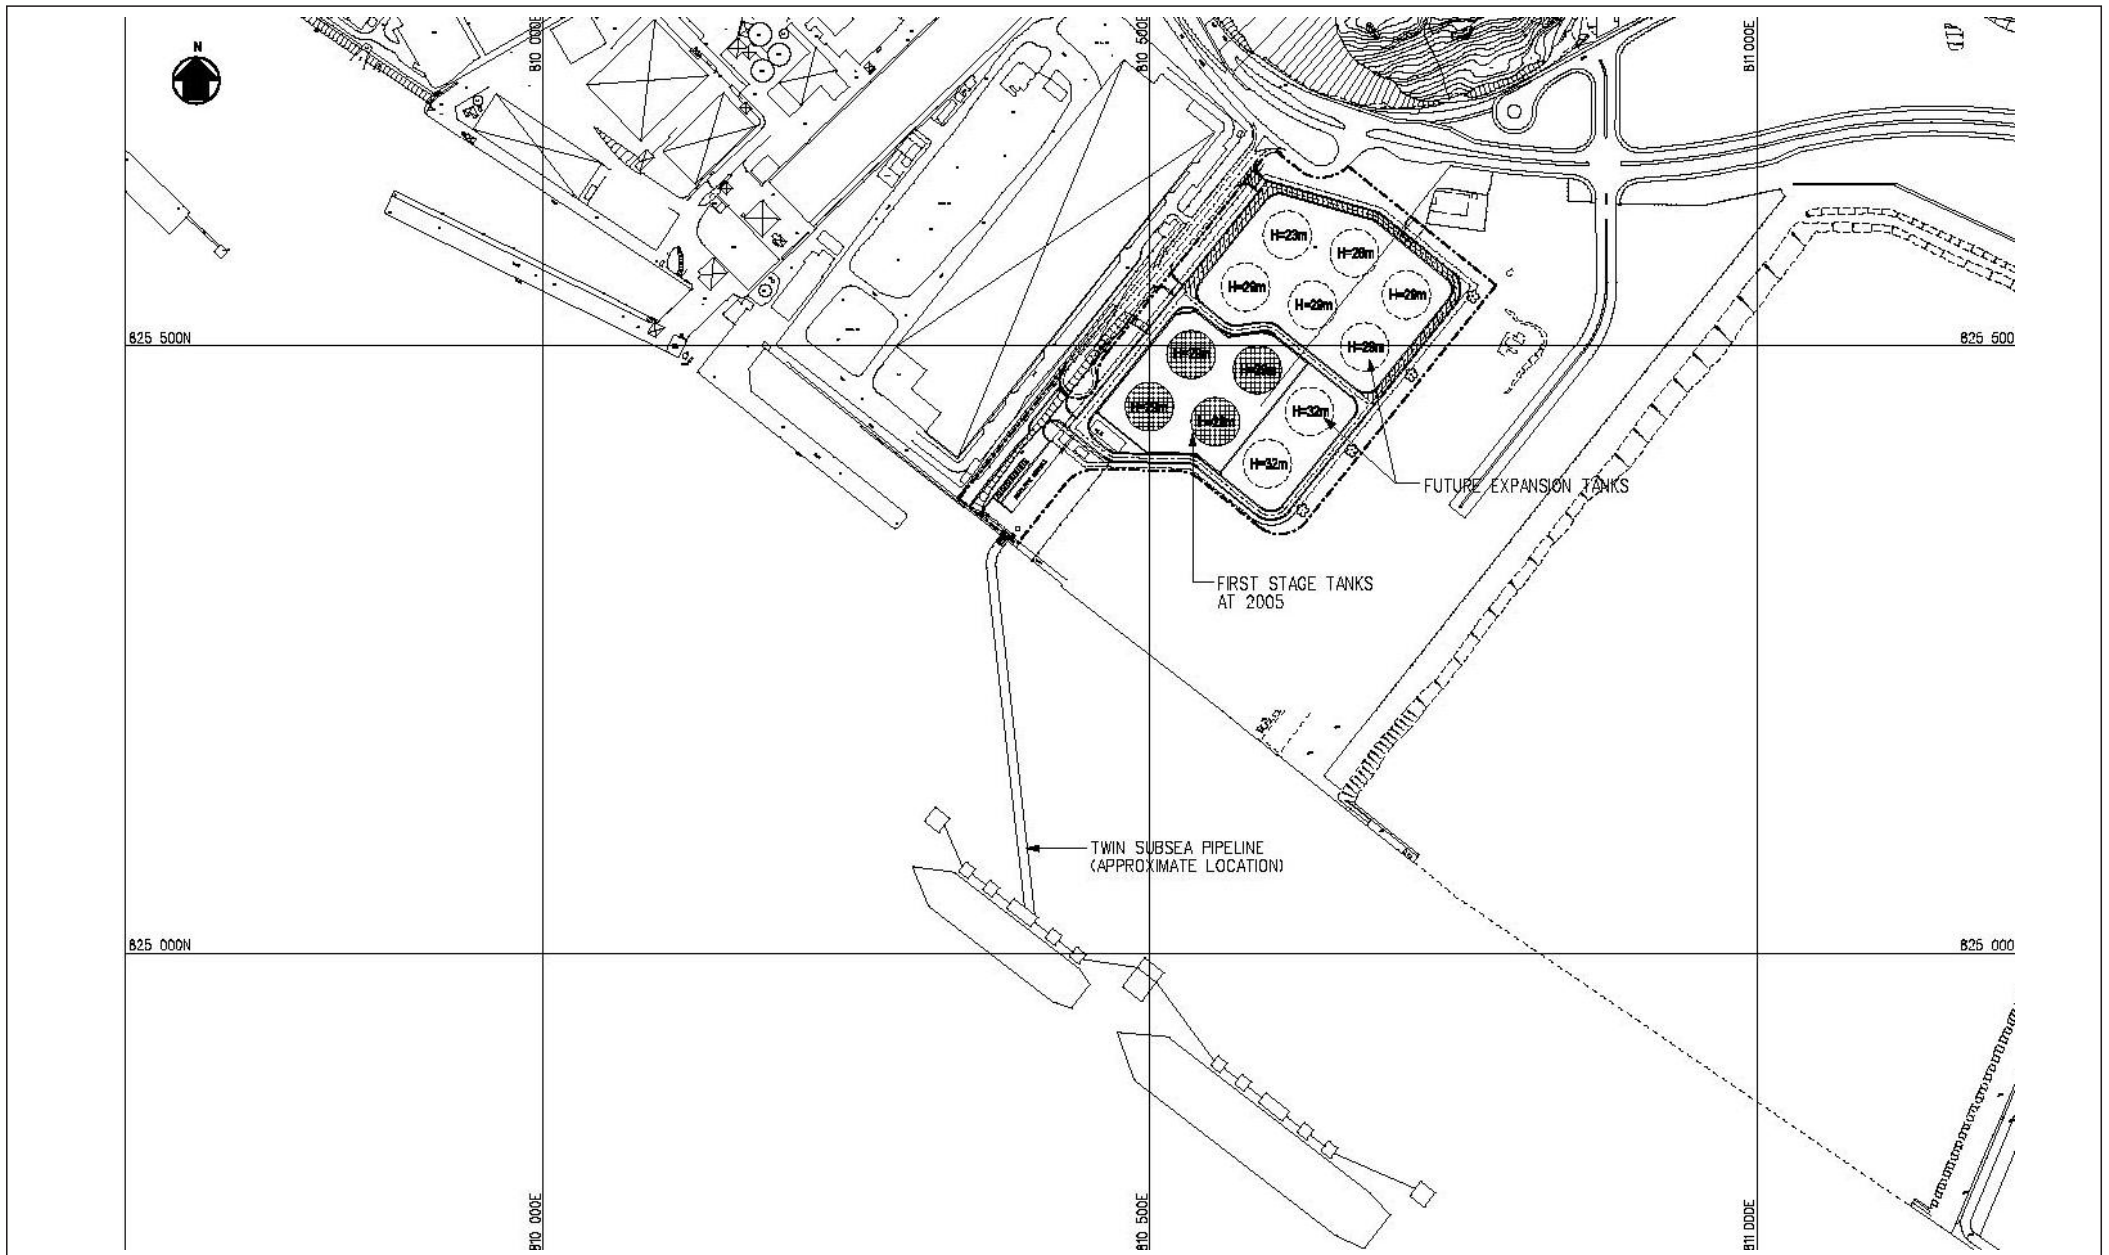 N
810 000E
810 500E
811 000E
H=23m
H=26m
H=29m
H=29m
H=29m
825 500N
825 500
H=29m
H=32m
H=32m
FUTURE EXPANSION TANKS
FIRST STAGE TANKS
AT 2005
TWIN SUBSEA PIPELINE
(APPROXIMATE LOCATION)
825 000N
825 000
810 000E
810 500E
811 000E